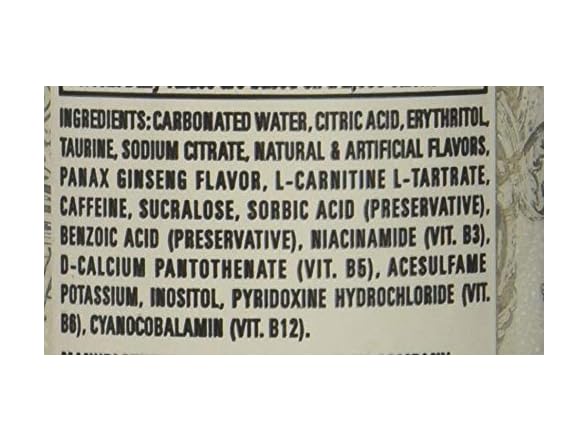 INGREDIENTS: CARBONATED WATER, CITRIC ACID, ERYTHRITOL,
TAURINE, SODIUM CITRATE, NATURAL & ARTIFICIAL FLAVORS,
PANAX GINSENG FLAVOR, L-CARNITINE L-TARTRATE,
CAFFEINE, SUCRALOSE, SORBIC ACID (PRESERVATIVE),
BENZOIC ACID (PRESERVATIVE), NIACINAMIDE (VIT. B3),
D-CALCIUM PANTOTHENATE (VIT. B5), ACESULFAME
POTASSIUM, INOSITOL, PYRIDOXINE HYDROCHLORIDE (VIT.
B6), CYANOCOBALAMIN (VIT. B12).